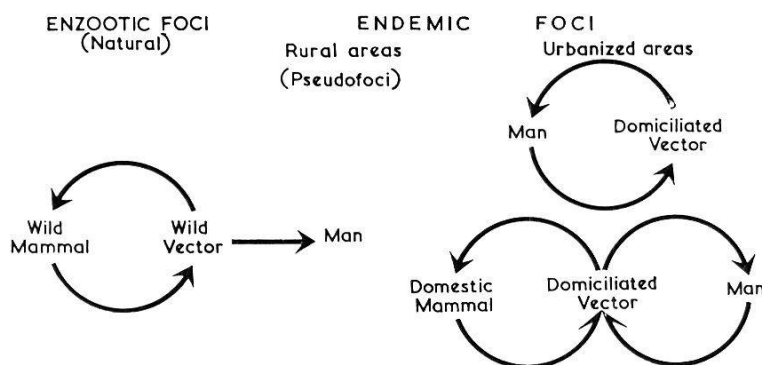 ENZOOTIC FOCI
(Natural)
ENDEMIC FOCI
Rural areas
(Pseudofoci)
Urbanized areas
Man
Domiciliated
Vector
Wild
Mammal
Wild
Vector
Man
Domestic
Mammal
Domiciliated
Vector
Man